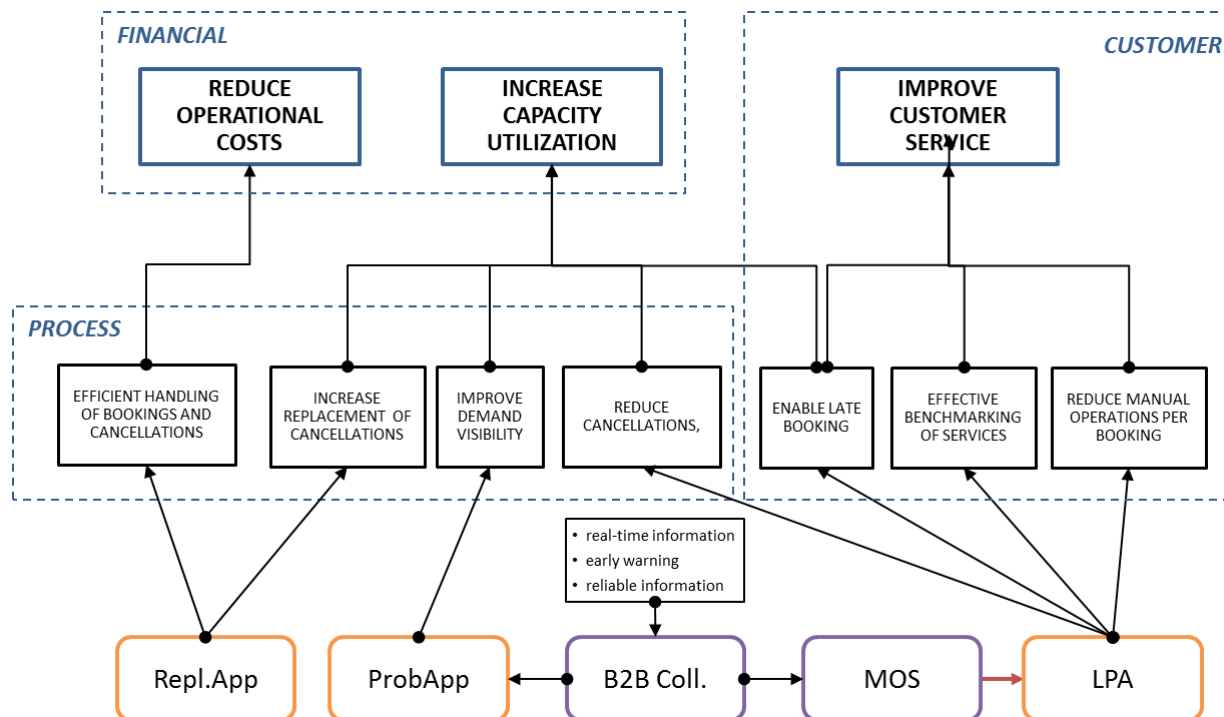 FINANCIAL
CUSTOMER
REDUCE
OPERATIONAL
COSTS
INCREASE
CAPACITY
UTILIZATION
IMPROVE
CUSTOMER
SERVICE
PROCESS
EFFICIENT HANDLING
OF BOOKINGS AND
CANCELLATIONS
INCREASE
REPLACEMENT OF
CANCELLATIONS
IMPROVE
DEMAND
VISIBILITY
REDUCE
CANCELLATIONS,
ENABLE LATE
BOOKING
EFFECTIVE
BENCHMARKING
OF SERVICES
REDUCE MANUAL
OPERATIONS PER
BOOKING
• real-time information
• early warning
• reliable information
Repl.App
ProbApp
B2B Coll.
MOS
LPA